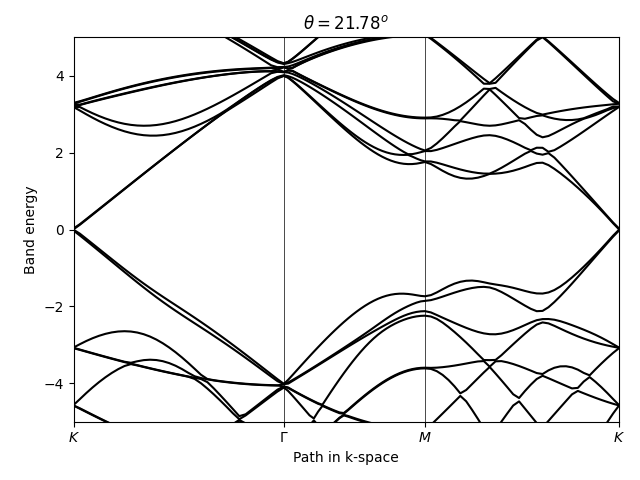 θ = 21.78°
Band energy
4
2
0
−2
−4
K
Γ
M
K
Path in k-space